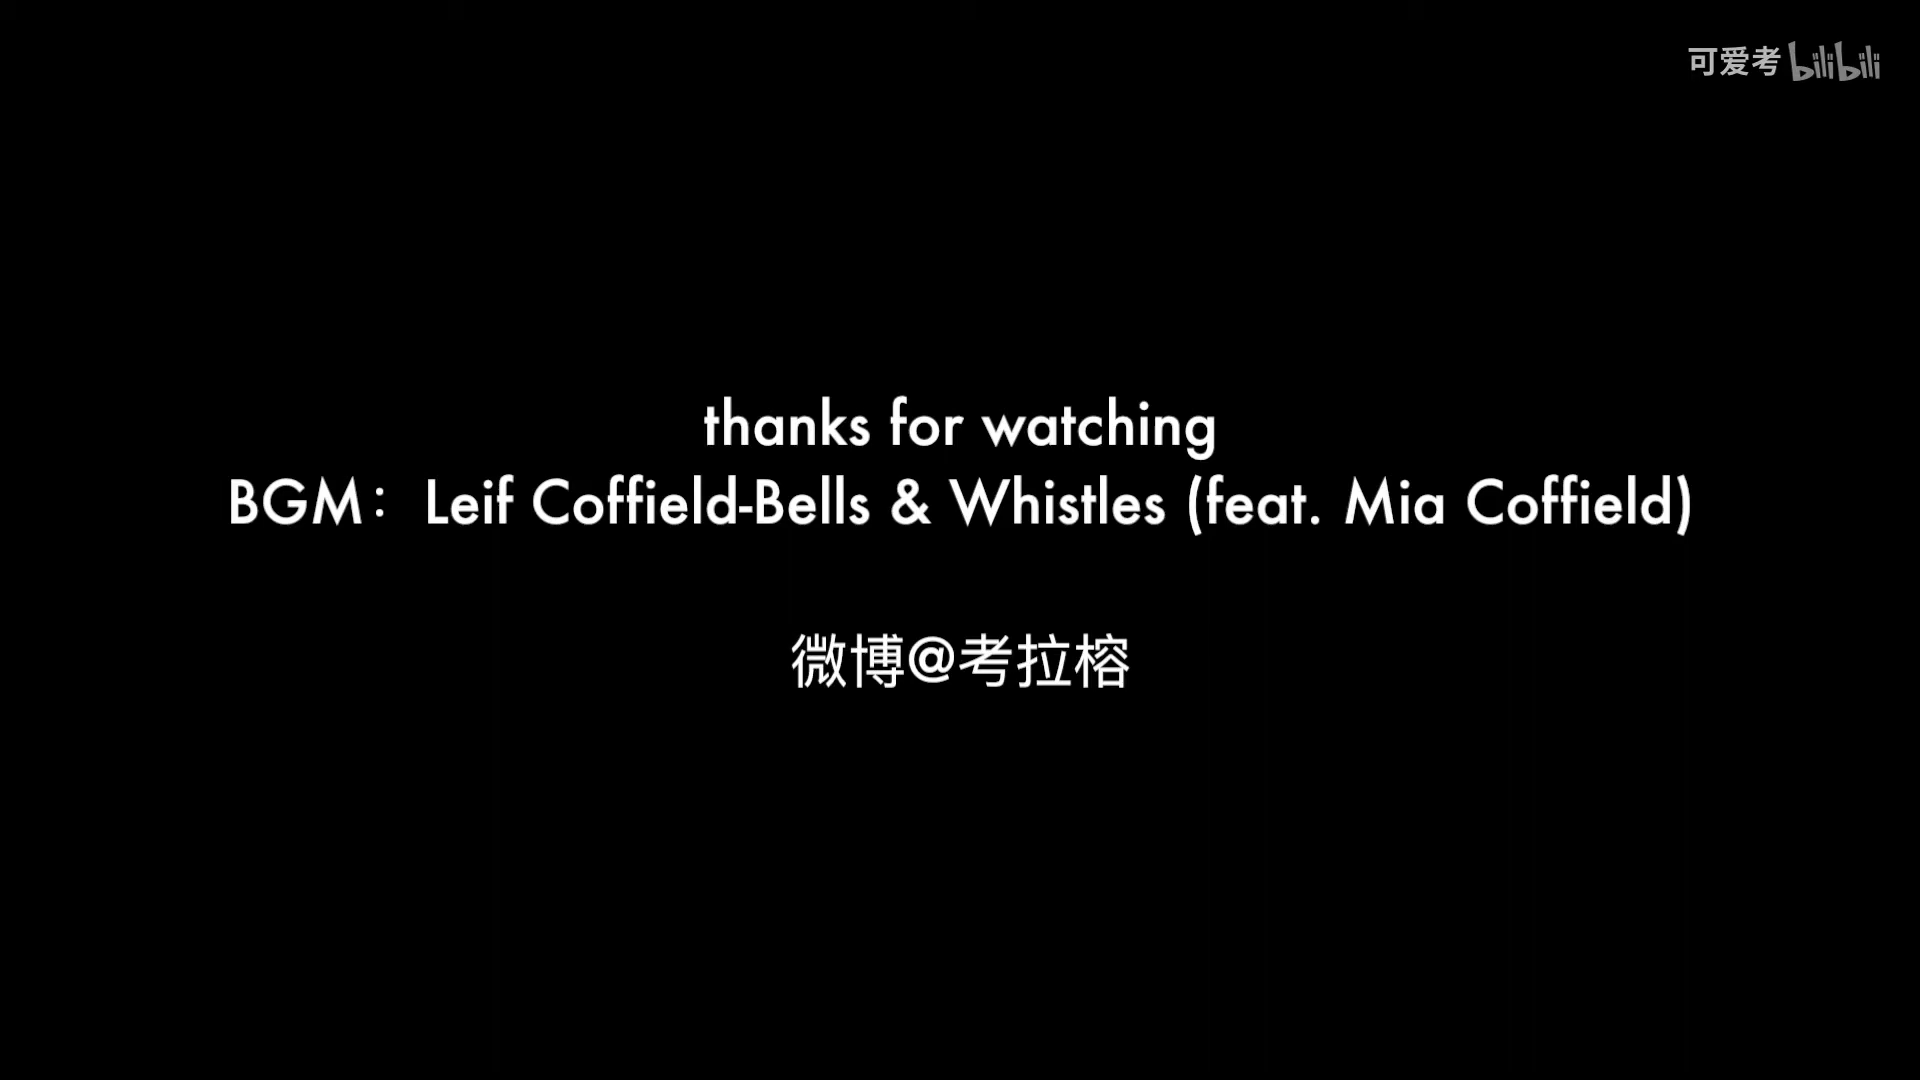 可爱考 bilibili
thanks for watching
BGM：Leif Coffield-Bells & Whistles (feat. Mia Coffield)
微博@考拉榕